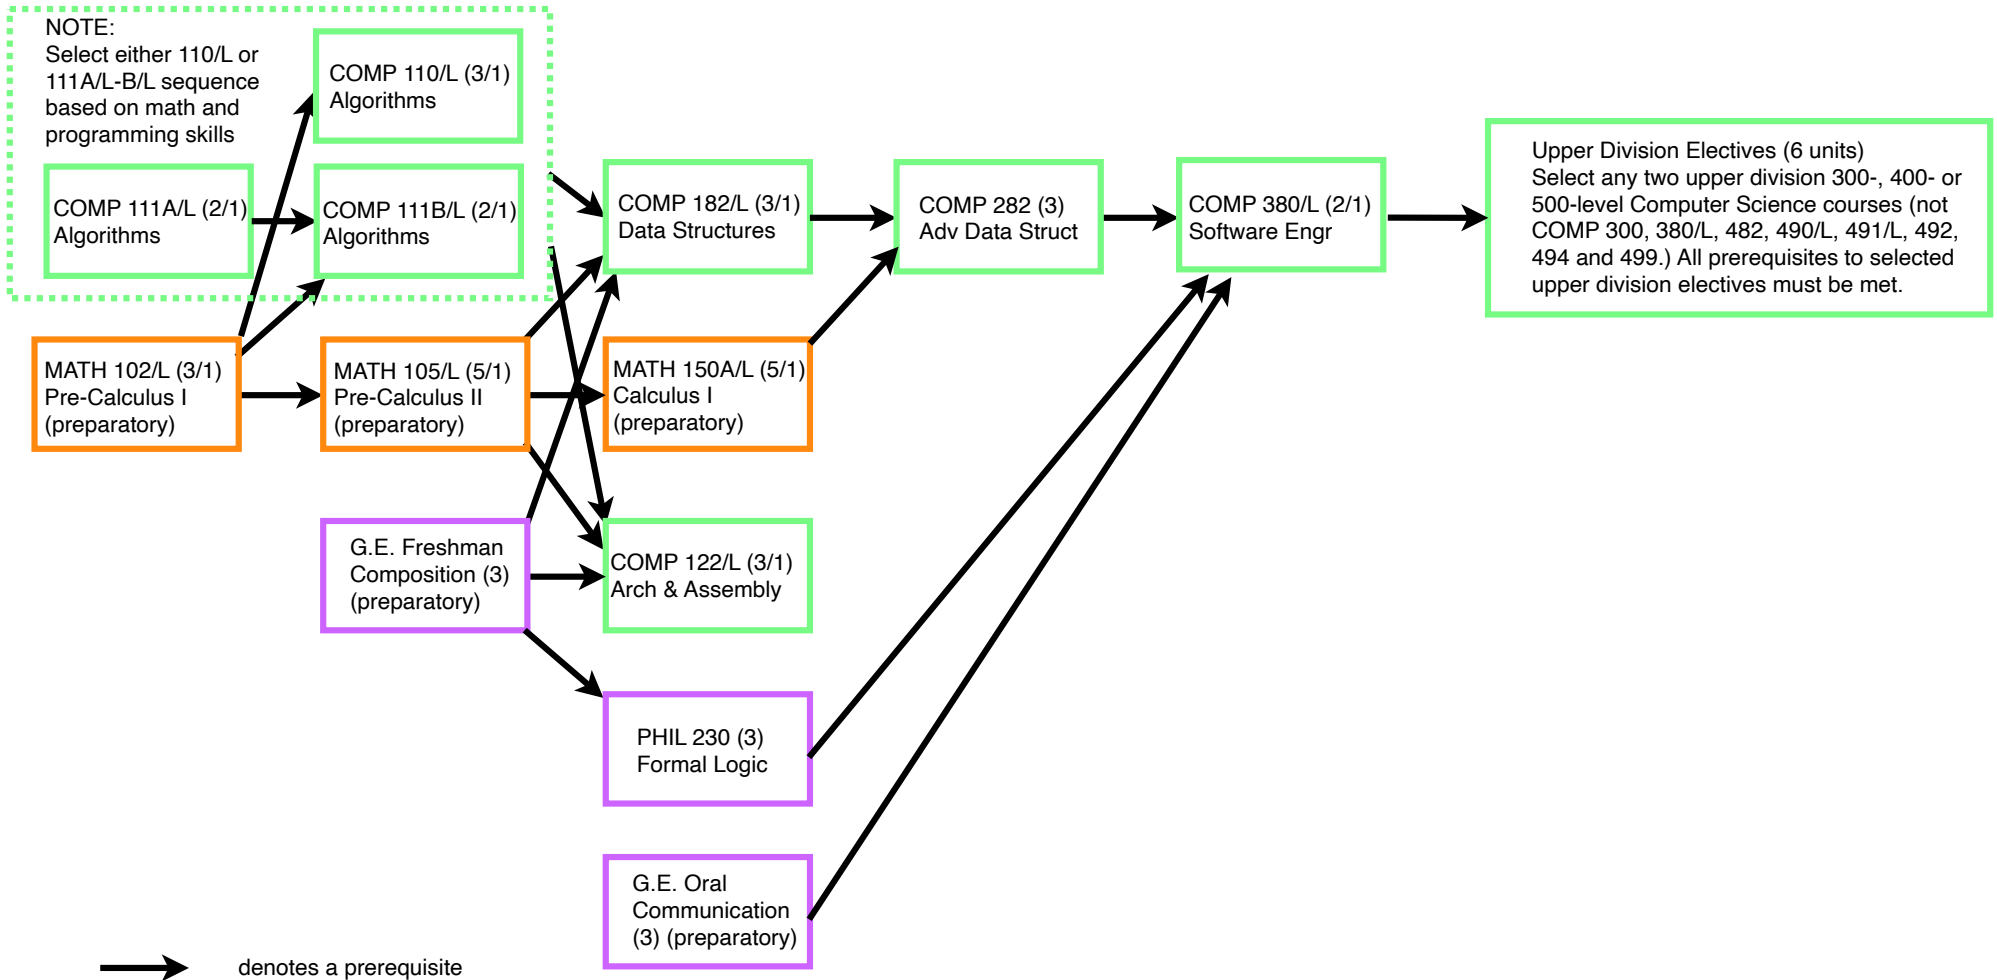 NOTE:
Select either 110/L or
111A/L-B/L sequence
based on math and
programming skills
COMP 110/L (3/1)
Algorithms
COMP 111A/L (2/1)
Algorithms
COMP 111B/L (2/1)
Algorithms
COMP 182/L (3/1)
Data Structures
COMP 282 (3)
Adv Data Struct
COMP 380/L (2/1)
Software Engr
Upper Division Electives (6 units)
Select any two upper division 300-, 400- or
500-level Computer Science courses (not
COMP 300, 380/L, 482, 490/L, 491/L, 492,
494 and 499.) All prerequisites to selected
upper division electives must be met.
MATH 102/L (3/1)
Pre-Calculus I
(preparatory)
MATH 105/L (5/1)
Pre-Calculus II
(preparatory)
MATH 150A/L (5/1)
Calculus I
(preparatory)
G.E. Freshman
Composition (3)
(preparatory)
COMP 122/L (3/1)
Arch & Assembly
PHIL 230 (3)
Formal Logic
G.E. Oral
Communication
(3) (preparatory)
denotes a prerequisite